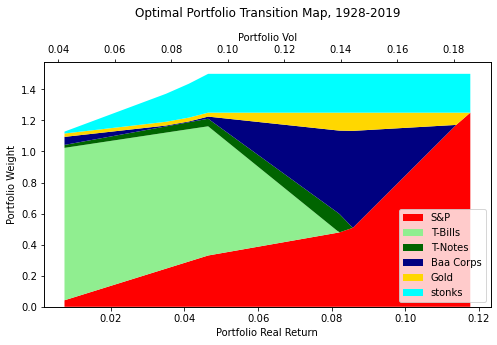 Optimal Portfolio Transition Map, 1928-2019
Portfolio Vol
0.04 0.06 0.08 0.10 0.12 0.14 0.16 0.18
Portfolio Weight
1.4
1.2
1.0
0.8
0.6
0.4
0.2
0.0
S&P
T-Bills
T-Notes
Baa Corps
Gold
stonks
0.02 0.04 0.06 0.08 0.10 0.12
Portfolio Real Return